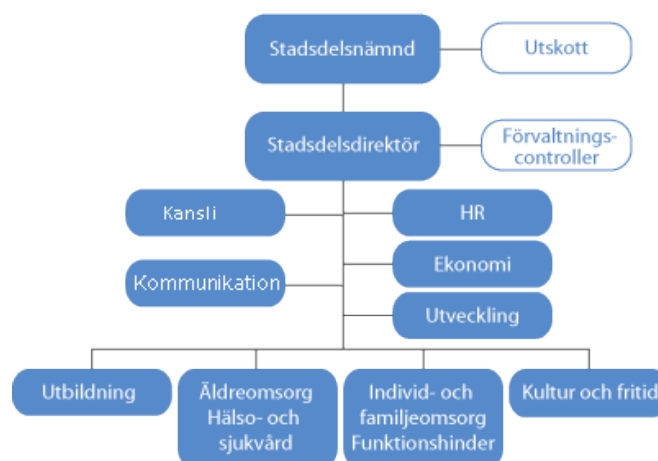 Stadsdelsnämnd
Utskott
Stadsdelsdirektör
Förvaltnings-
controller
Kansli
HR
Kommunikation
Ekonomi
Utveckling
Utbildning
Äldreomsorg
Hälso- och
sjukvård
Individ- och
familjeomsorg
Funktionshinder
Kultur och fritid